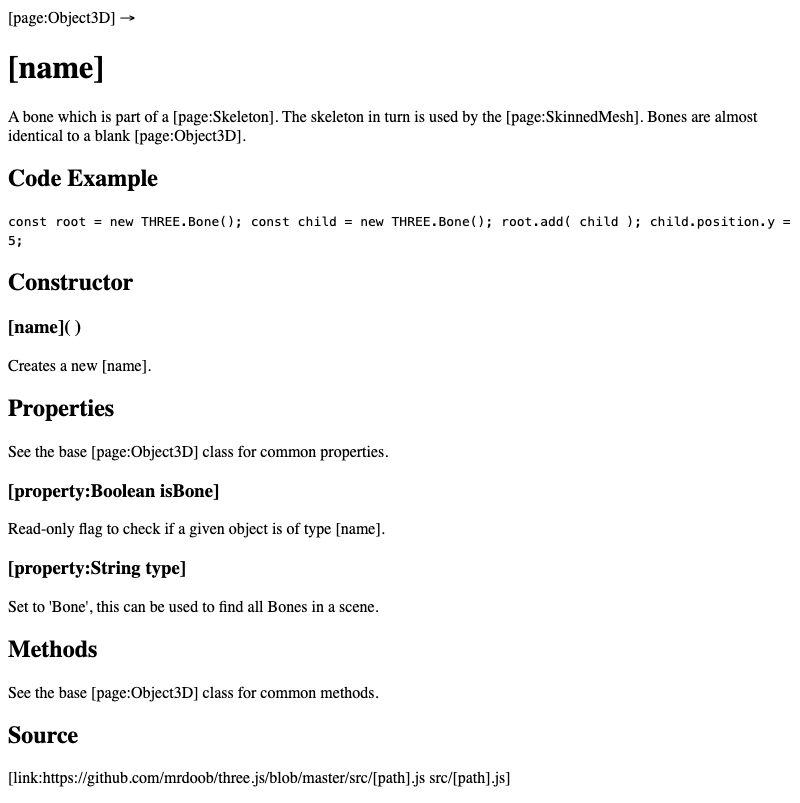 [page:Object3D] →
[name]
A bone which is part of a [page:Skeleton]. The skeleton in turn is used by the [page:SkinnedMesh]. Bones are almost
identical to a blank [page:Object3D].
Code Example
const root = new THREE.Bone(); const child = new THREE.Bone(); root.add( child ); child.position.y =
5;
Constructor
[name]( )
Creates a new [name].
Properties
See the base [page:Object3D] class for common properties.
[property:Boolean isBone]
Read-only flag to check if a given object is of type [name].
[property:String type]
Set to 'Bone', this can be used to find all Bones in a scene.
Methods
See the base [page:Object3D] class for common methods.
Source
[link:https://github.com/mrdoob/three.js/blob/master/src/[path].js src/[path].js]